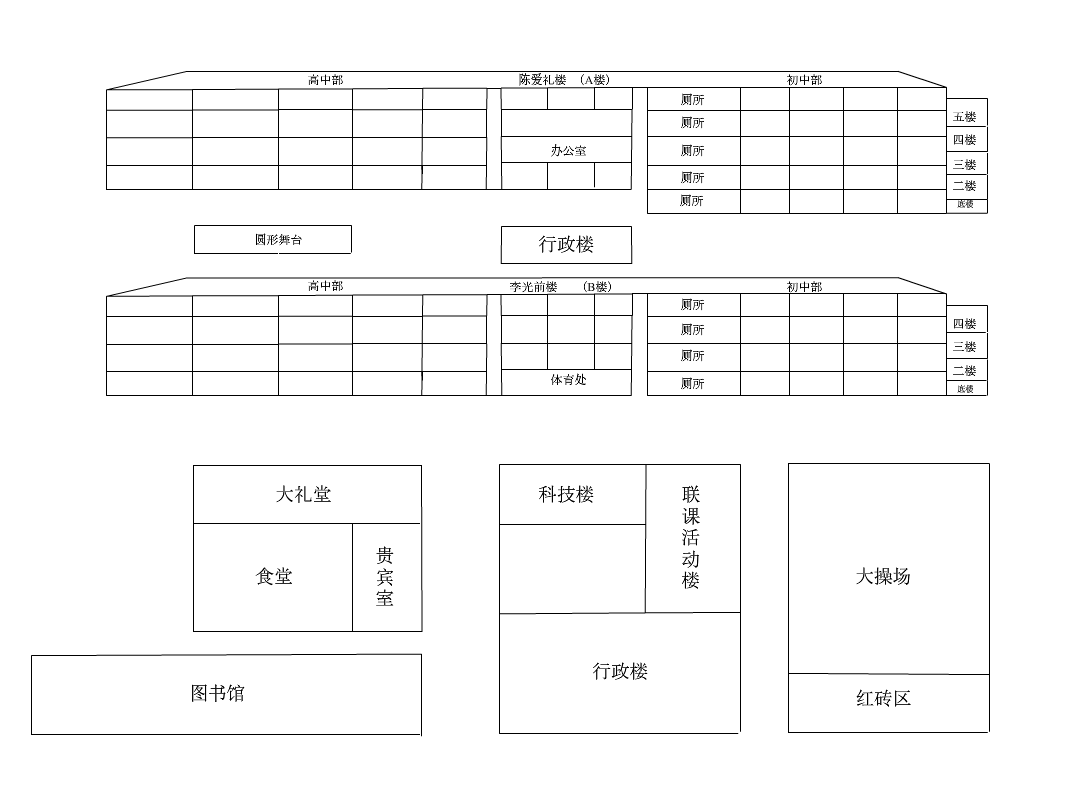 高中部 陈爱礼楼 (A楼) 初中部
厕所
厕所 五楼
办公室 厕所 四楼
厕所 三楼
厕所 二楼
底楼
圆形舞台 行政楼
高中部 李光前楼 (B楼) 初中部
厕所
厕所 四楼
厕所 三楼
体育处 厕所 二楼
底楼
大礼堂
食堂
贵宾室
图书馆
科技楼
联课活动楼
行政楼
大操场
红砖区